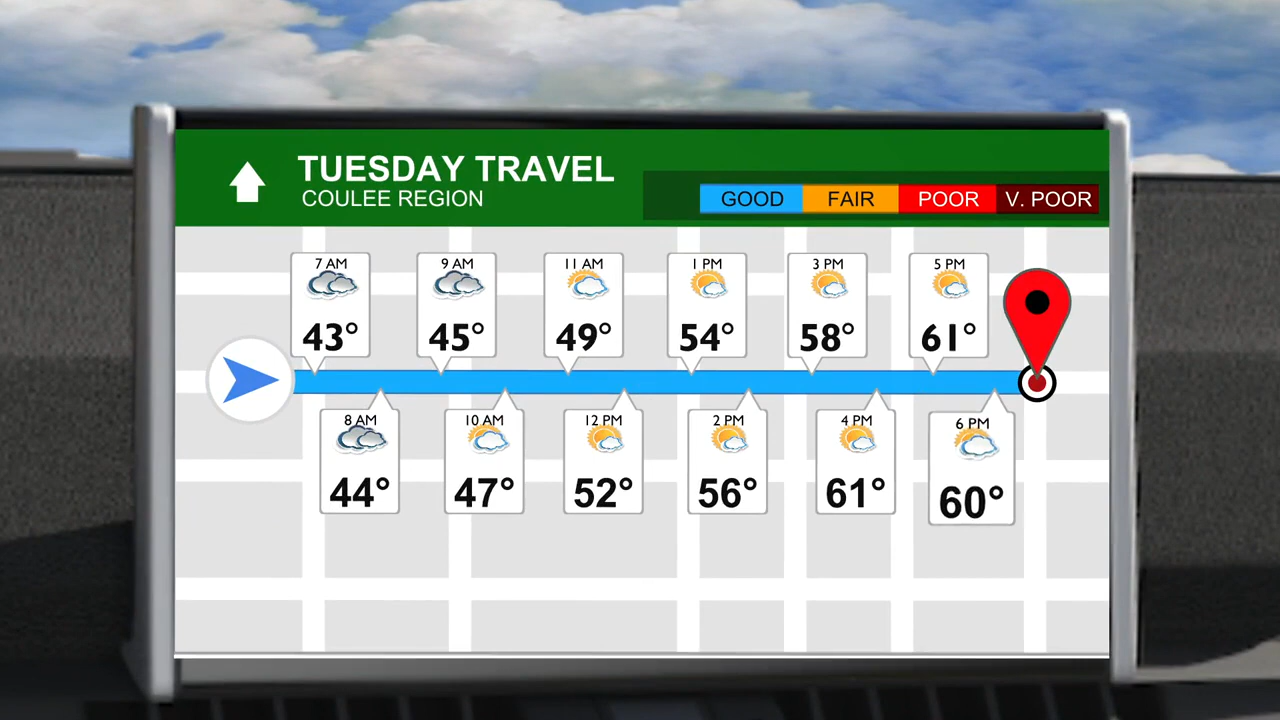 TUESDAY TRAVEL
COULEE REGION
GOOD FAIR POOR V. POOR
7 AM 9 AM 11 AM 1 PM 3 PM 5 PM
43° 45° 49° 54° 58° 61°
8 AM 10 AM 12 PM 2 PM 4 PM 6 PM
44° 47° 52° 56° 61° 60°